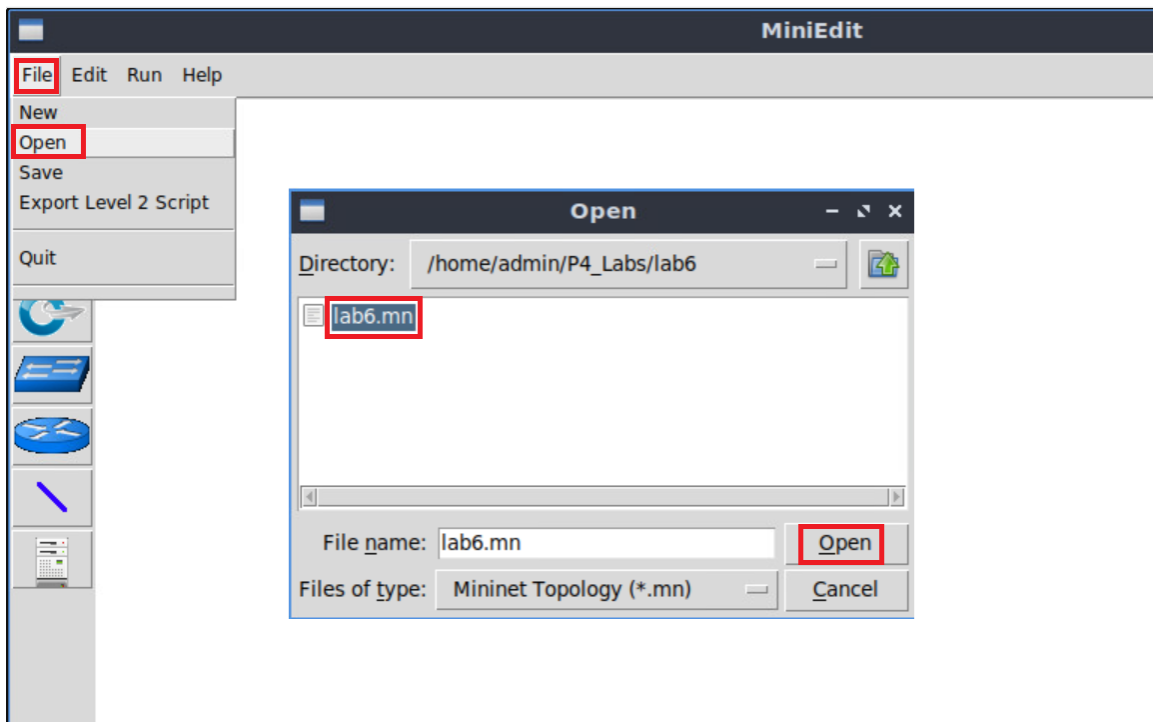 MiniEdit
File Edit Run Help
New
Open
Save
Export Level 2 Script
Quit
Open
Directory: /home/admin/P4_Labs/lab6
lab6.mn
File name: lab6.mn Open
Files of type: Mininet Topology (*.mn) Cancel